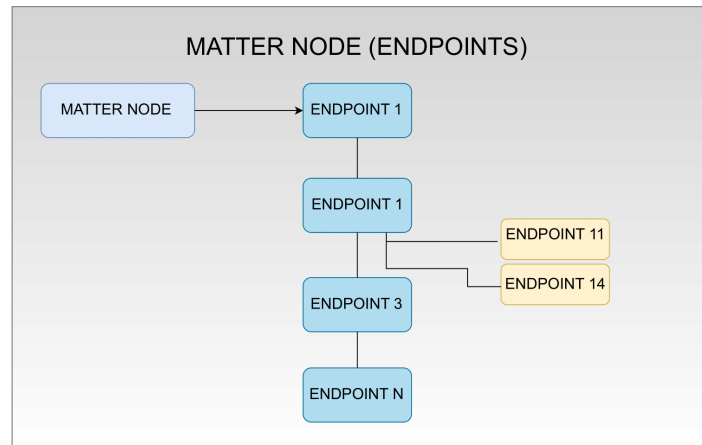 MATTER NODE (ENDPOINTS)
MATTER NODE
ENDPOINT 1
ENDPOINT 1
ENDPOINT 11
ENDPOINT 14
ENDPOINT 3
ENDPOINT N